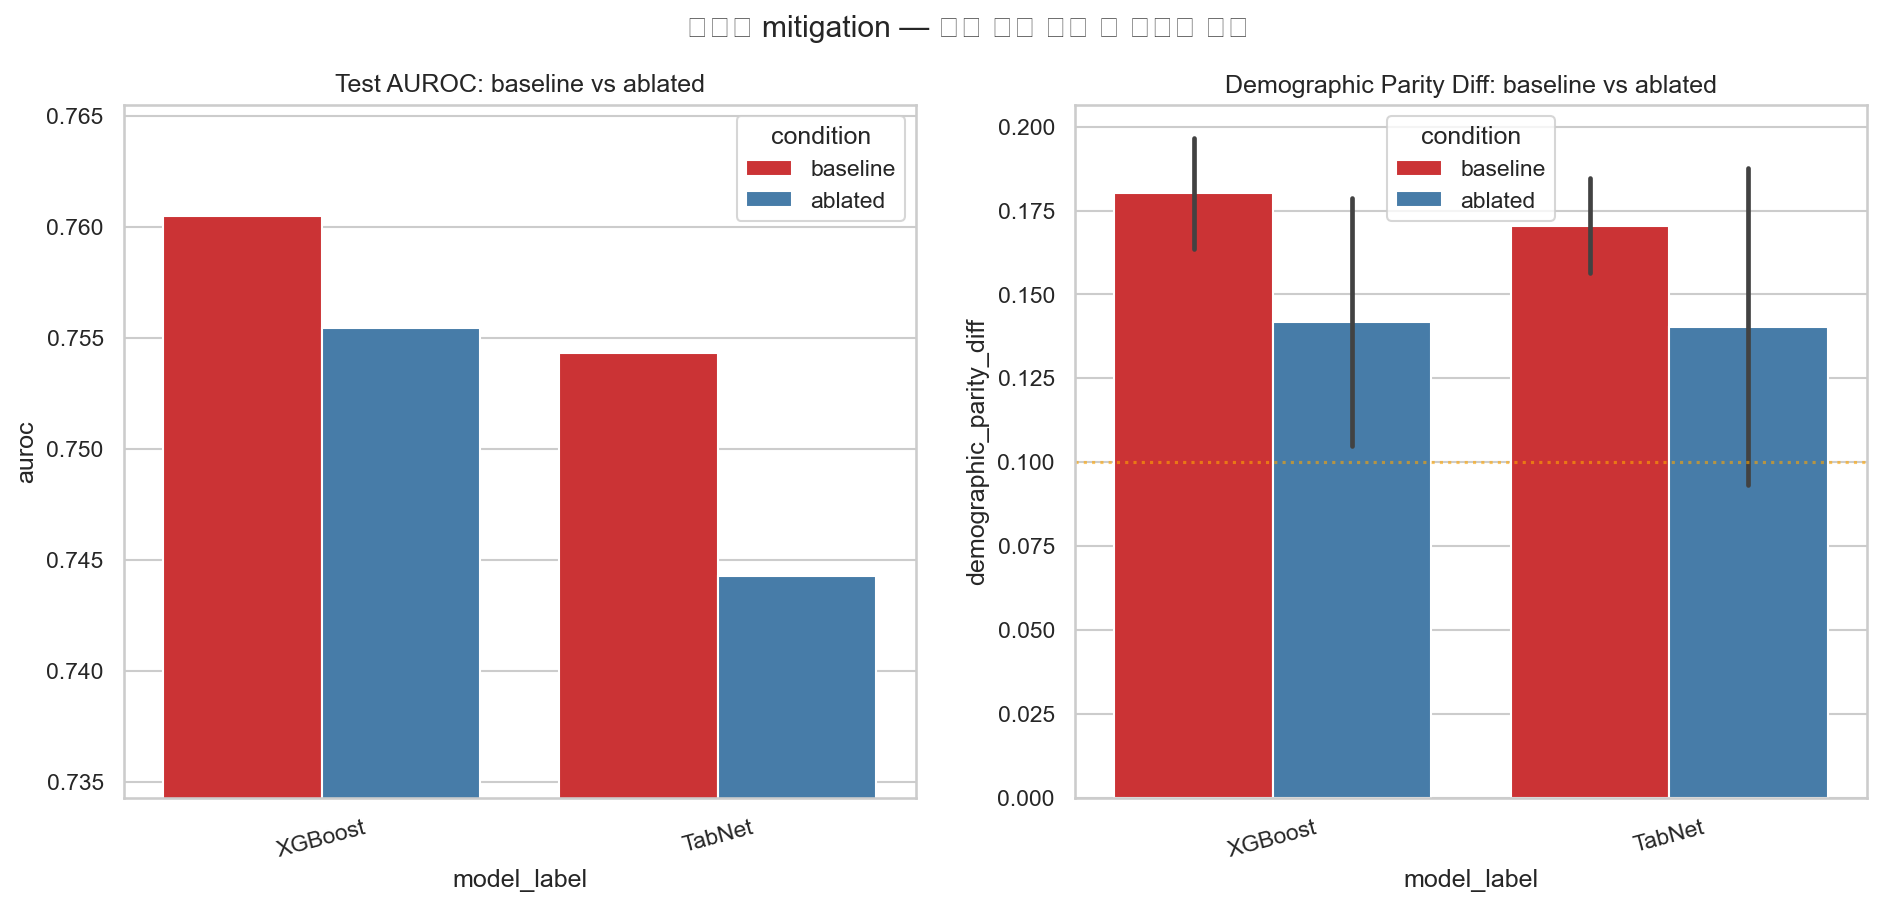 mitigation —
Test AUROC: baseline vs ablated
0.765
0.760
0.755
0.750
0.745
0.740
0.735
auroc
condition
baseline
ablated
XGBoost
TabNet
model_label
Demographic Parity Diff: baseline vs ablated
0.200
0.175
0.150
0.125
0.100
0.075
0.050
0.025
0.000
demographic_parity_diff
condition
baseline
ablated
XGBoost
TabNet
model_label